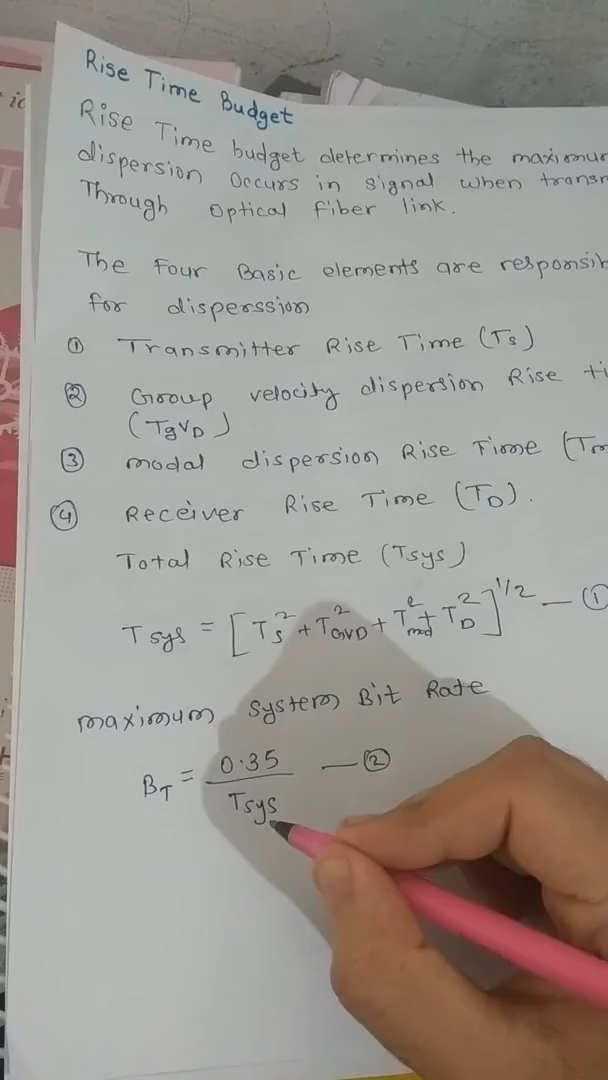 Rise Time Budget
Rise Time budget determines the maximum
dispersion occurs in signal when
Through optical fiber link.
The Four Basic elements are
for disperssion
① Transmitter Rise Time (Ts)
② Group velocity dispersion Rise
(TgVD)
③ modal dispersion Rise Time
④ Receiver Rise Time (TD).
Total Rise Time (Tsys)
Tsys = [Ts² + TGVD² + Tmod² + TD²]^1/2 — ①
maximum system Bit Rate
BT = 0.35 / Tsys — ②